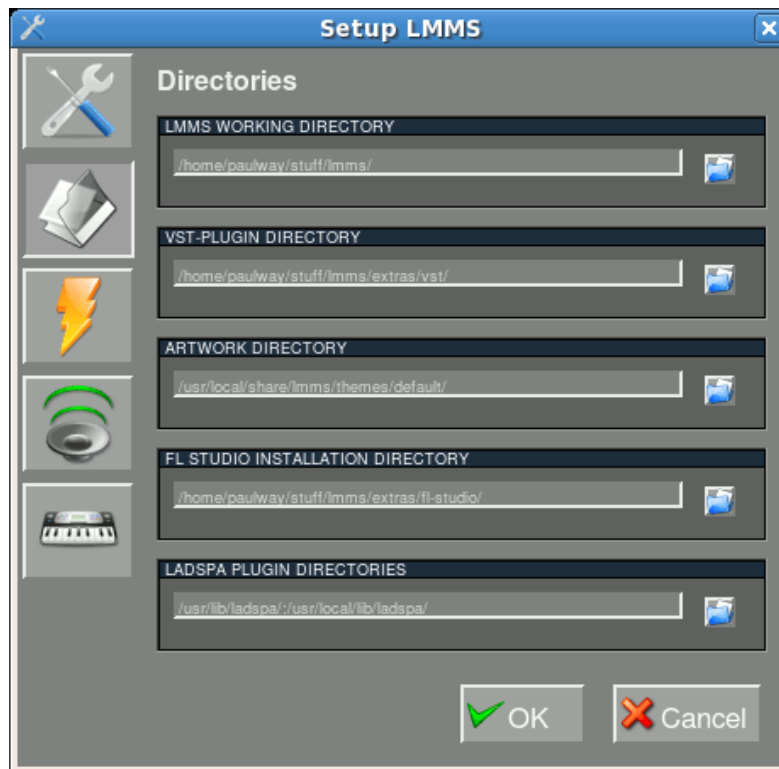 Setup LMMS
Directories
LMMS WORKING DIRECTORY
/home/paulway/stuff/lmms/
VST-PLUGIN DIRECTORY
/home/paulway/stuff/lmms/extras/vst/
ARTWORK DIRECTORY
/usr/local/share/lmms/themes/default/
FL STUDIO INSTALLATION DIRECTORY
/home/paulway/stuff/lmms/extras/fl-studio/
LADSPA PLUGIN DIRECTORIES
/usr/lib/ladspa/:/usr/local/lib/ladspa/
OK Cancel